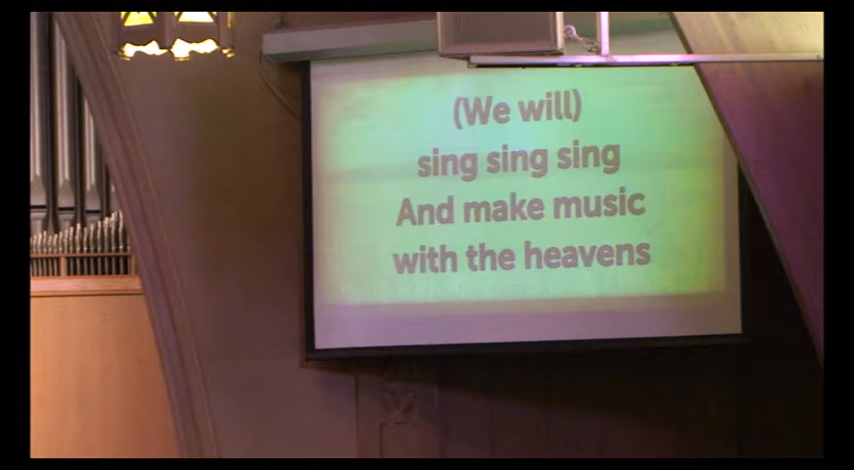 (We will)
sing sing sing
And make music
with the heavens